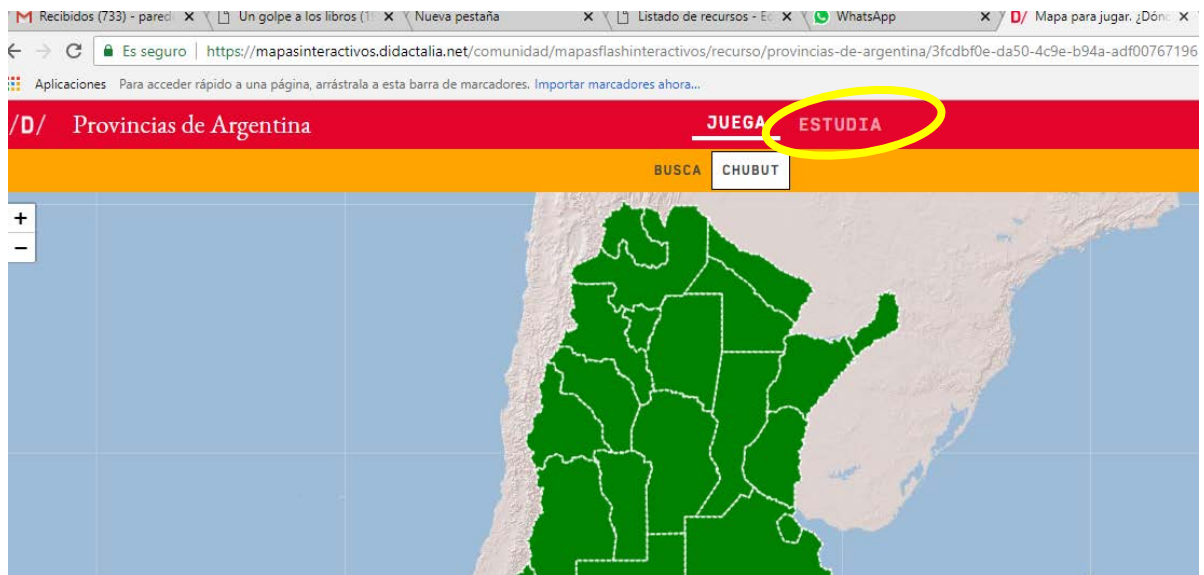 Recibidos (733) - pared
Un golpe a los libros (1
Nueva pestaña
Listado de recursos - Ec
WhatsApp
D/ Mapa para jugar. ¿Dónd
Es seguro | https://mapasinteractivos.didactalia.net/comunidad/mapasflashinteractivos/recurso/provincias-de-argentina/3fcdbf0e-da50-4c9e-b94a-adf00767196
Aplicaciones Para acceder rápido a una página, arrástrala a esta barra de marcadores. Importar marcadores ahora...
/D/ Provincias de Argentina JUEGA ESTUDIA
BUSCA CHUBUT
+
−